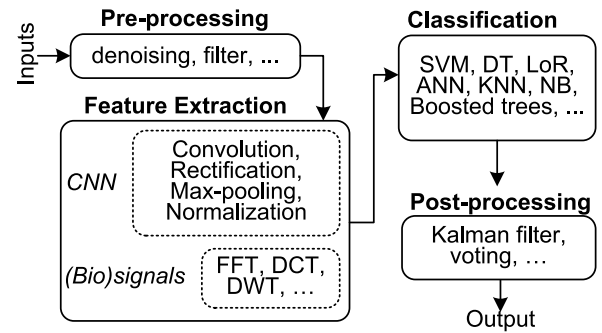 Pre-processing
Inputs
denoising, filter, ...
Feature Extraction
CNN
Convolution,
Rectification,
Max-pooling,
Normalization
(Bio)signals
FFT, DCT,
DWT, ...
Classification
SVM, DT, LoR,
ANN, KNN, NB,
Boosted trees, ...
Post-processing
Kalman filter,
voting, ...
Output